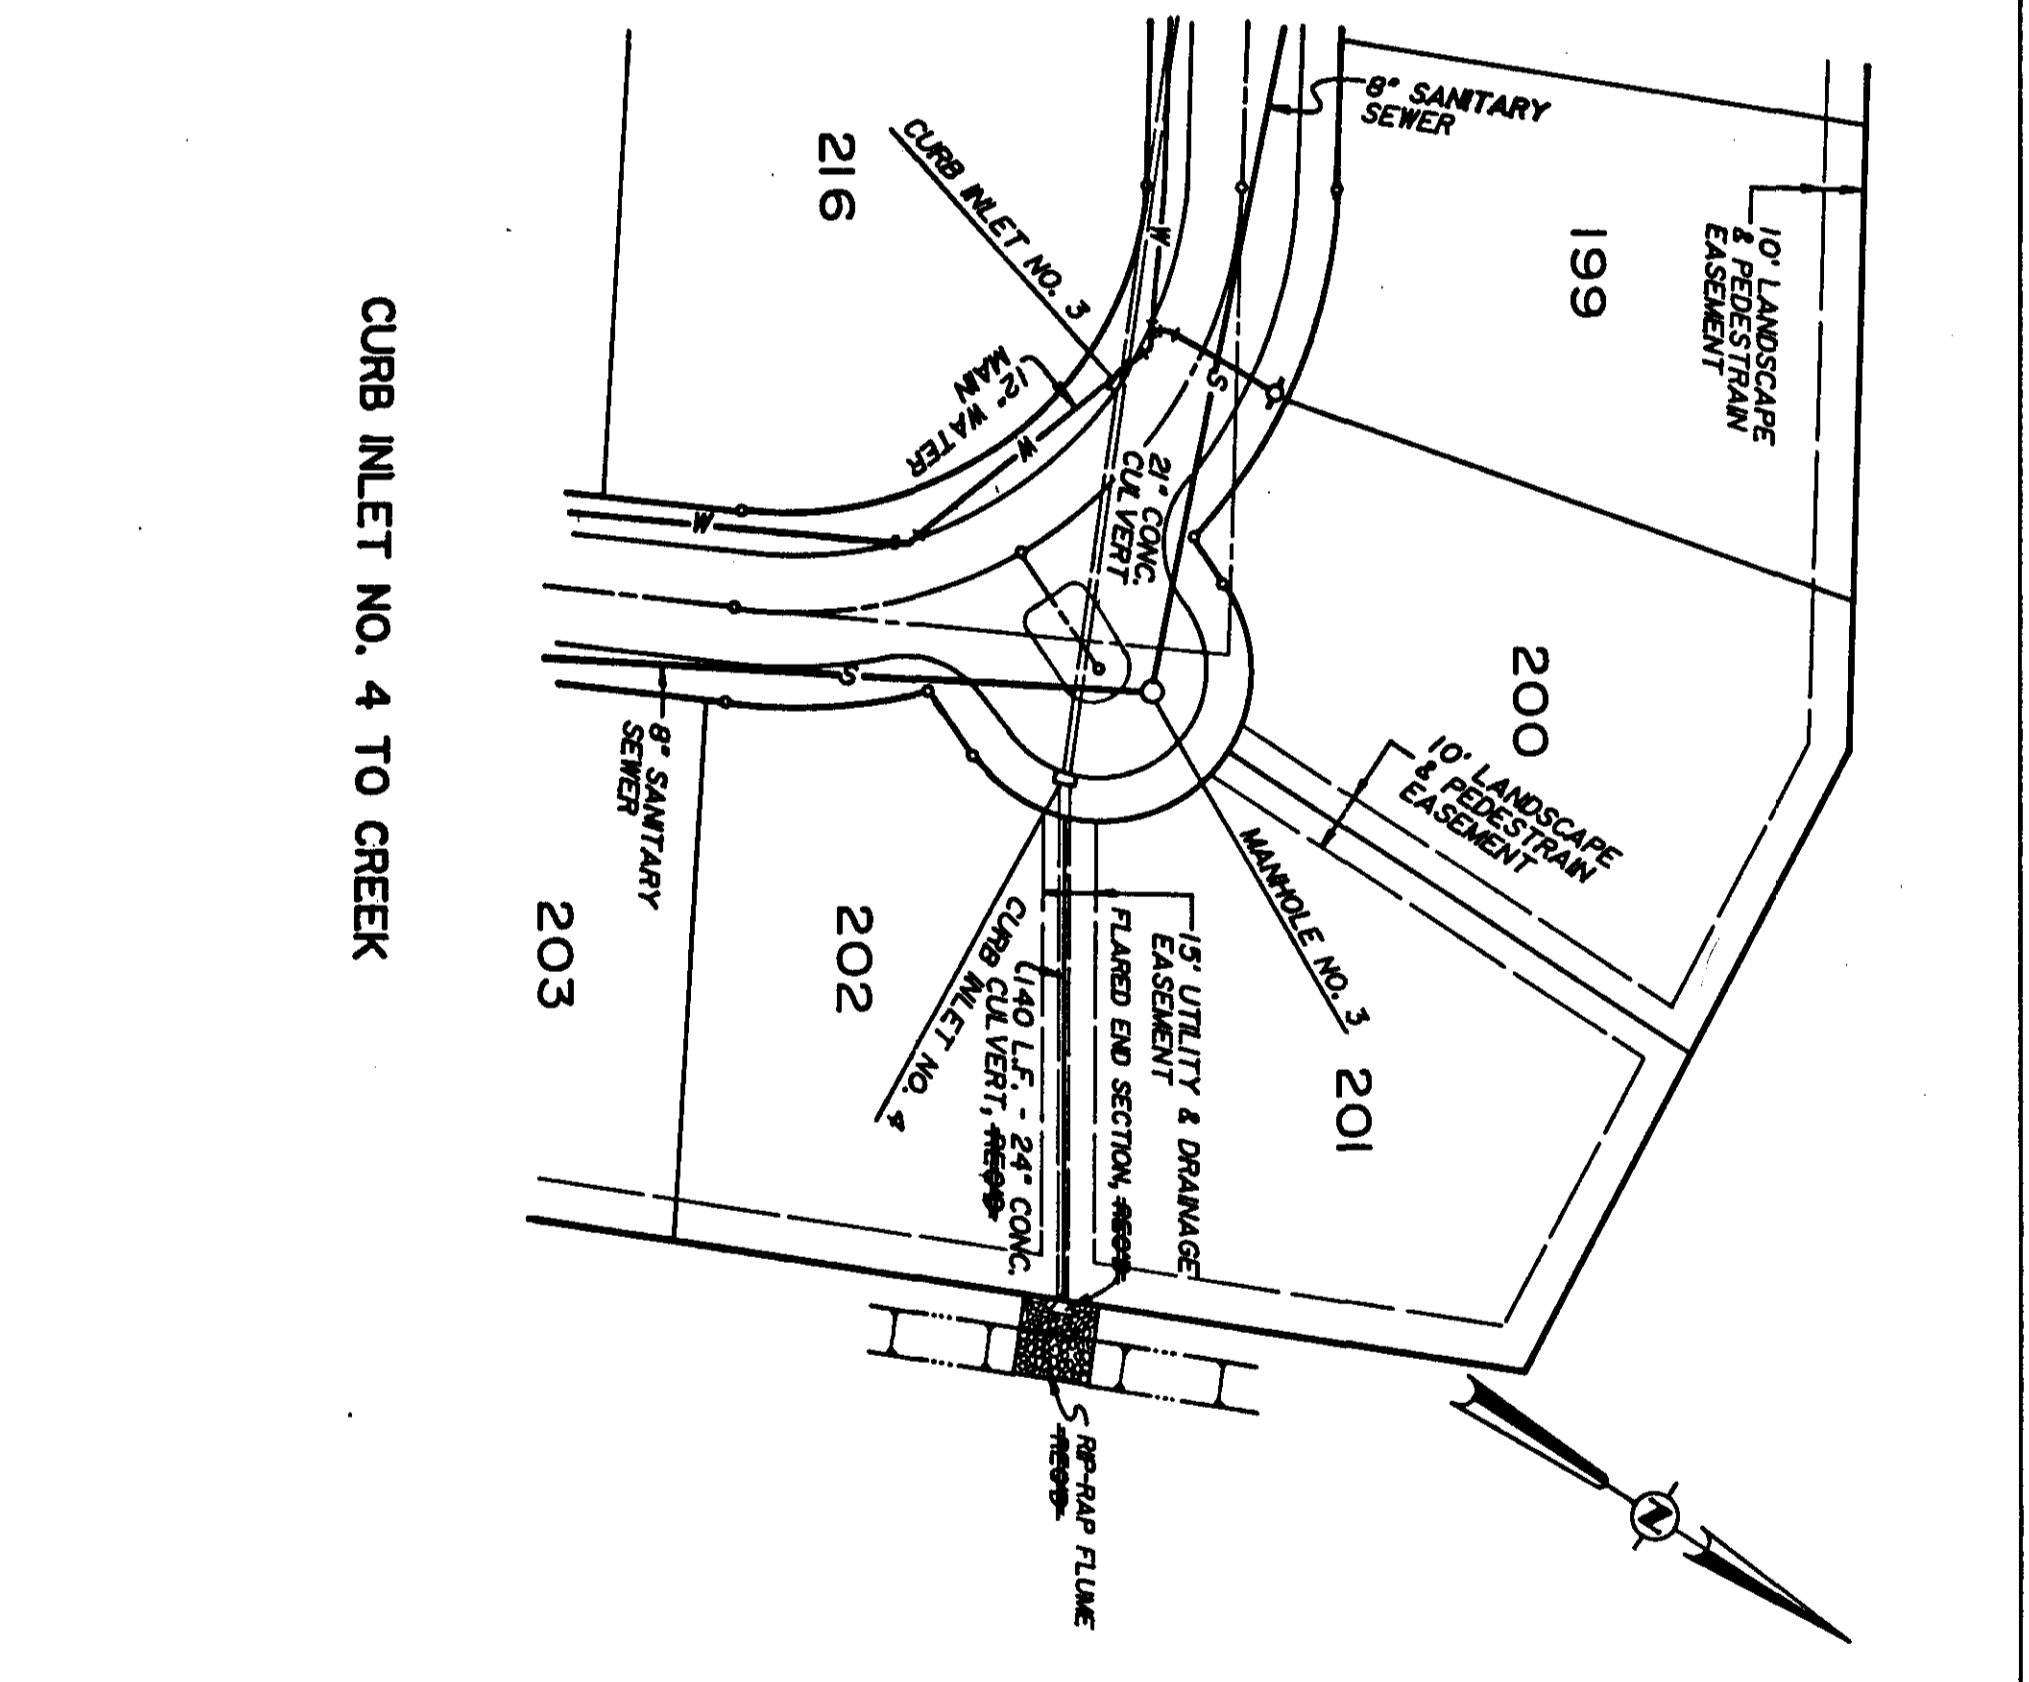 8" SANITARY
SEWER
10' LANDSCAPE
& PEDESTRAIN
EASEMENT
199
216
CURB INLET NO. 3
12" WATER
MAIN
W
W
W
S
21" CONC.
CULVERT
200
10' LANDSCAPE
& PEDESTRAIN
EASEMENT
MANHOLE NO. 3
S
8" SANITARY
SEWER
201
15' UTILITY & DRAINAGE
EASEMENT
FLARED END SECTION, REQ'D.
140 L.F. - 24" CONC.
CULVERT, REQ'D.
CURB INLET NO. 4
202
203
RIP-RAP FLUME
REQ'D.
N
CURB INLET NO. 4 TO CREEK